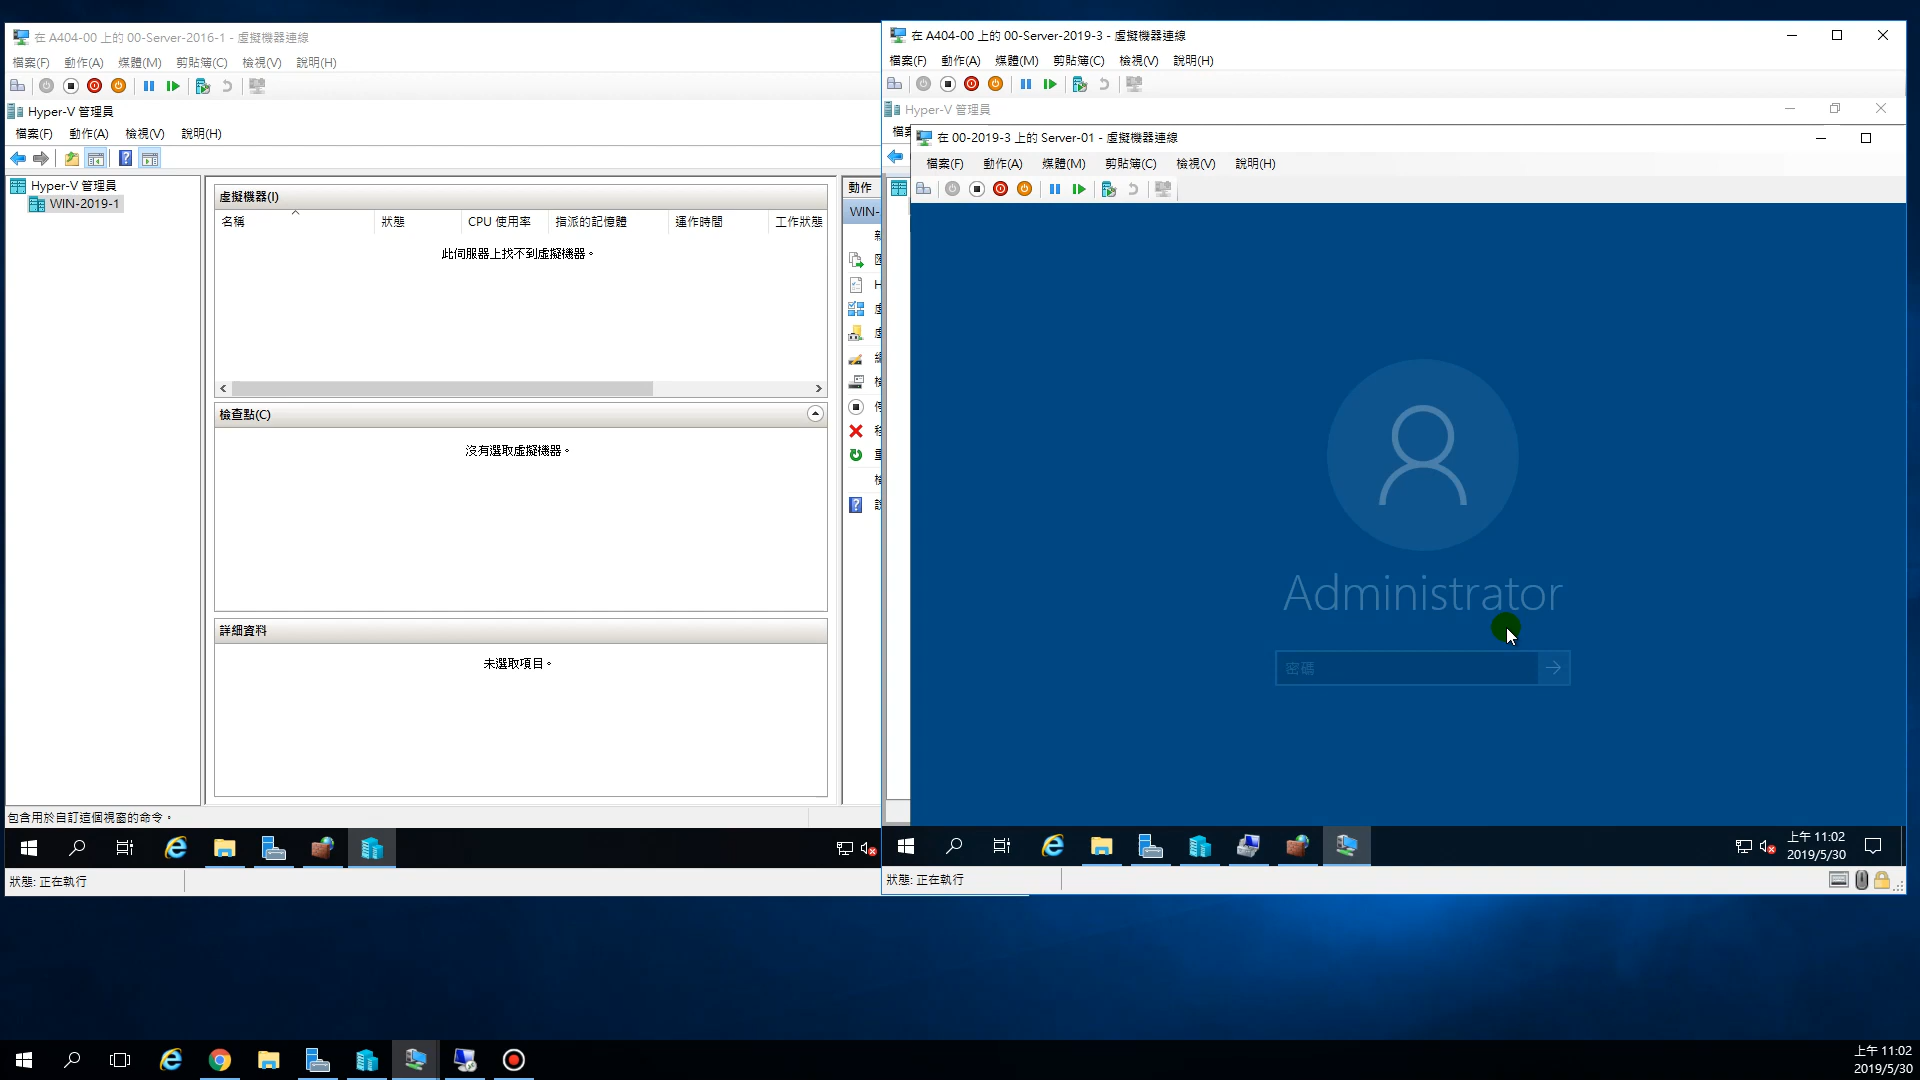 在 A404-00 上的 00-Server-2016-1 - 虛擬機器連線
檔案(F) 動作(A) 媒體(M) 剪貼簿(C) 檢視(V) 說明(H)
Hyper-V 管理員
檔案(F) 動作(A) 檢視(V) 說明(H)
Hyper-V 管理員
WIN-2019-1
虛擬機器(I)
名稱 狀態 CPU 使用率 指派的記憶體 運作時間 工作狀態
此伺服器上找不到虛擬機器。
檢查點(C)
沒有選取虛擬機器。
詳細資料
未選取項目。
動作
WIN-
包含用於自訂這個視窗的命令。
狀態: 正在執行
在 A404-00 上的 00-Server-2019-3 - 虛擬機器連線
檔案(F) 動作(A) 媒體(M) 剪貼簿(C) 檢視(V) 說明(H)
Hyper-V 管理員
在 00-2019-3 上的 Server-01 - 虛擬機器連線
檔案(F) 動作(A) 媒體(M) 剪貼簿(C) 檢視(V) 說明(H)
Administrator
密碼
上午 11:02
2019/5/30
狀態: 正在執行
上午 11:02
2019/5/30